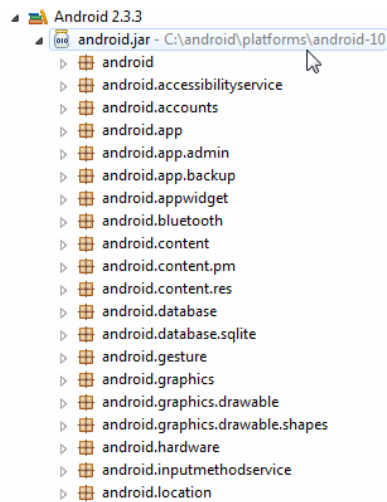 Android 2.3.3
android.jar - C:\android\platforms\android-10
android
android.accessibilityservice
android.accounts
android.app
android.app.admin
android.app.backup
android.appwidget
android.bluetooth
android.content
android.content.pm
android.content.res
android.database
android.database.sqlite
android.gesture
android.graphics
android.graphics.drawable
android.graphics.drawable.shapes
android.hardware
android.inputmethodservice
android.location